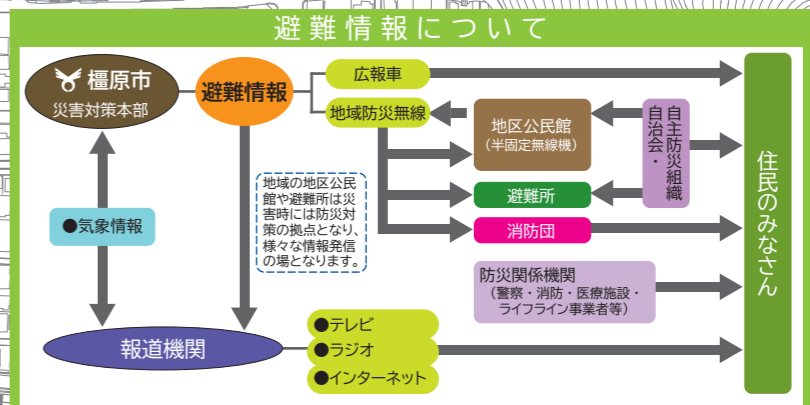 避難情報について
橿原市
災害対策本部
避難情報
広報車
地域防災無線
地区公民館
（半固定無線機）
自主防災組織
自治会・
避難所
消防団
住民のみなさん
●気象情報
地域の地区公民
館や避難所は災
害時には防災対
策の拠点となり、
様々な情報発信
の場となります。
防災関係機関
（警察・消防・医療施設・
ライフライン事業者等）
報道機関
●テレビ
●ラジオ
●インターネット